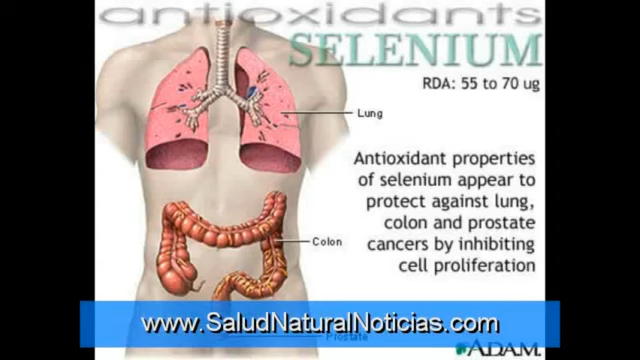 antioxidants
SELENIUM
RDA: 55 to 70 ug
Lung
Antioxidant properties
of selenium appear to
protect against lung,
colon and prostate
cancers by inhibiting
cell proliferation
Colon
www.SaludNaturalNoticias.com
Prostate
ADAM